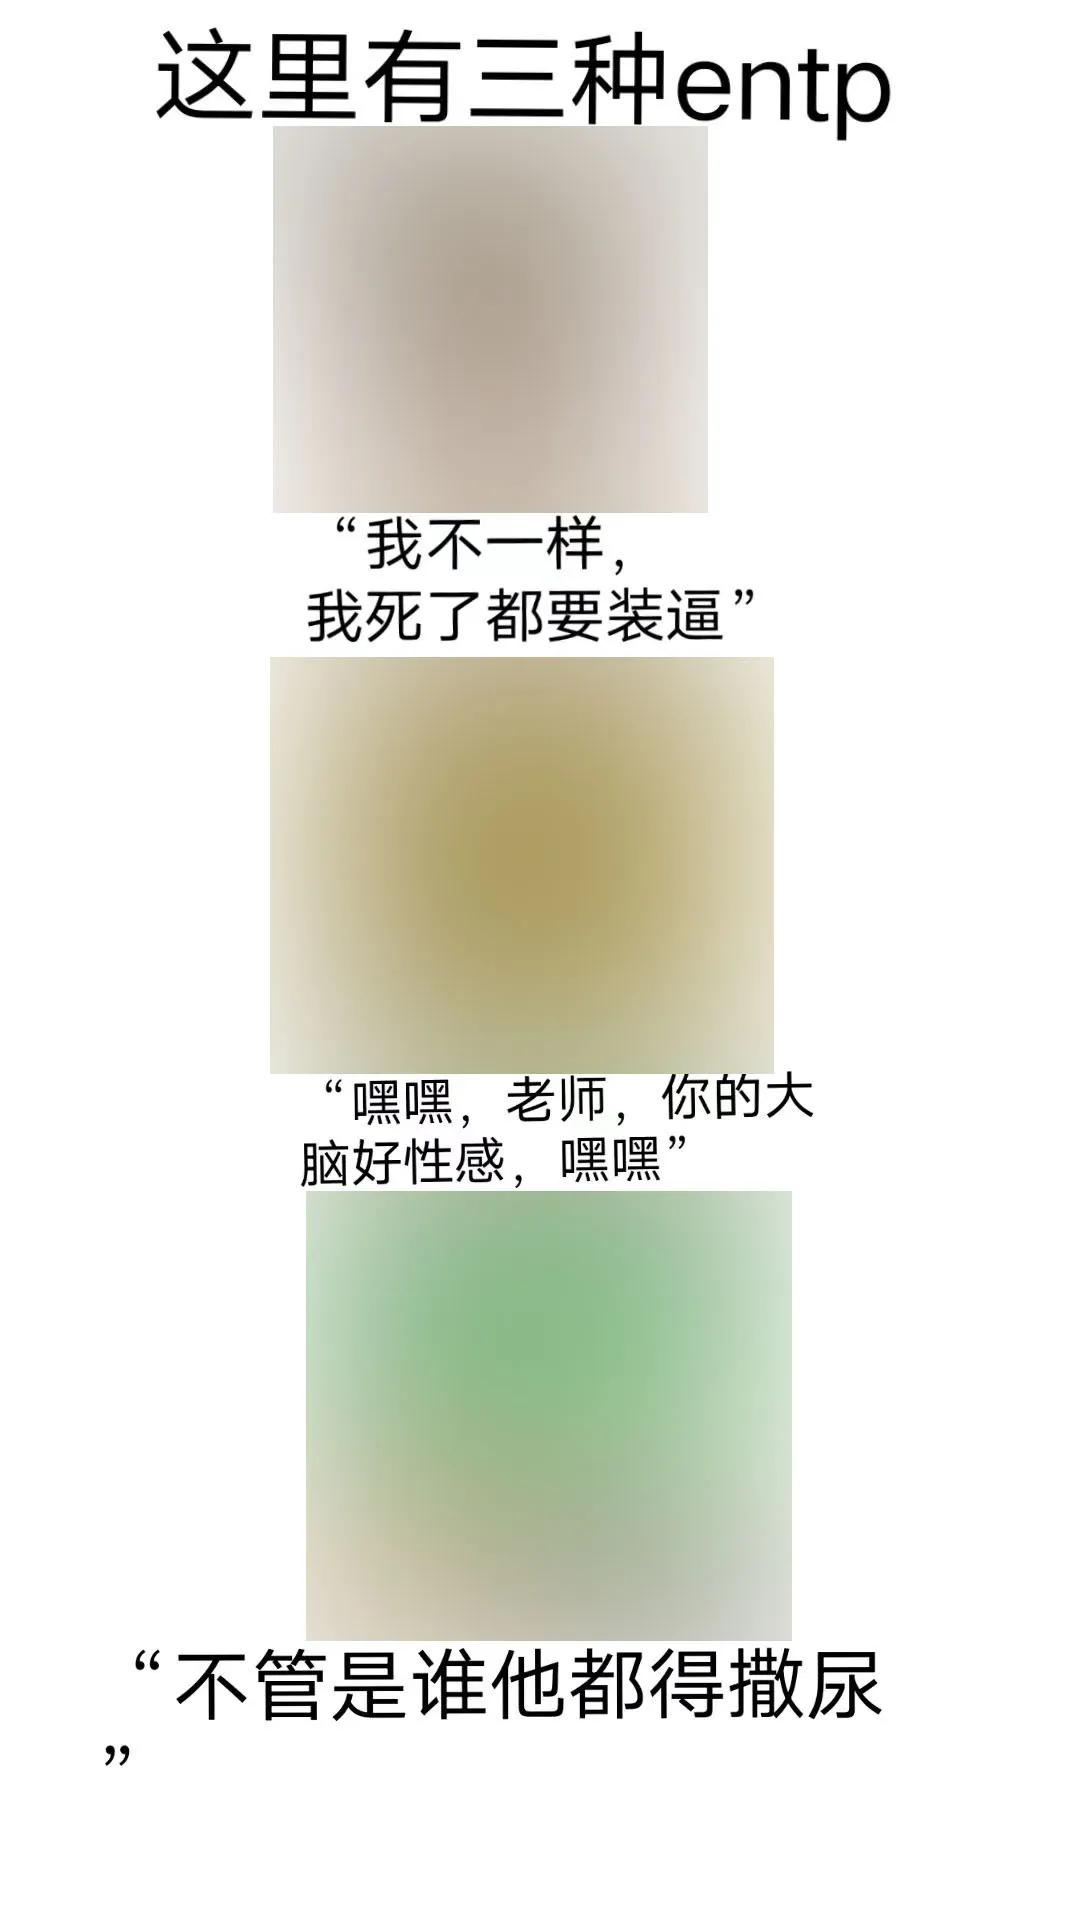 这里有三种entp
“我不一样，
我死了都要装逼”
“嘿嘿，老师，你的大
脑好性感，嘿嘿”
“不管是谁他都得撒尿
”